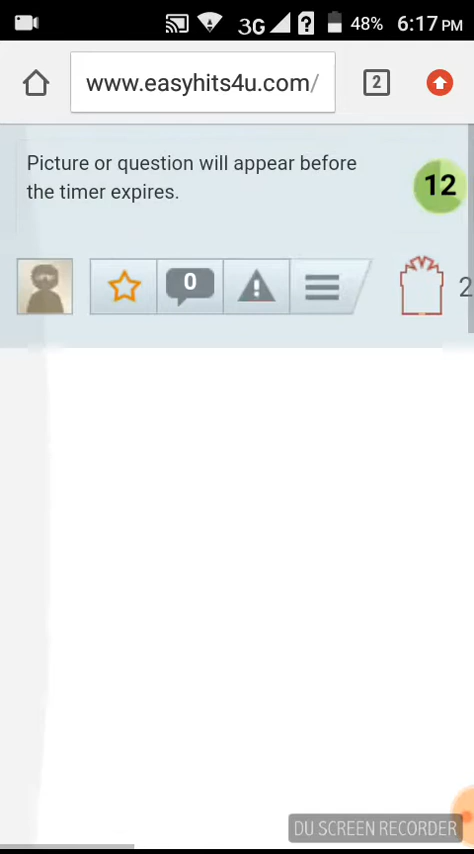 3G ? 48% 6:17 PM
www.easyhits4u.com/ 2
Picture or question will appear before
the timer expires.
12
0 ! 2
DU SCREEN RECORDER